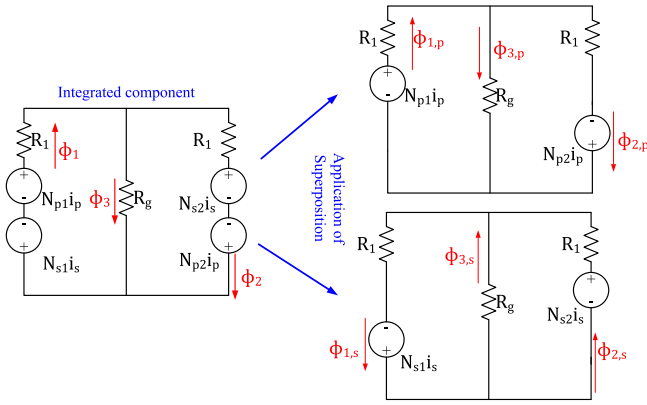 Integrated component
R1
ϕ1
Np1ip
Ns1is
ϕ3
Rg
R1
Ns2is
Np2ip
ϕ2
Application of
Superposition
R1
ϕ1,p
Np1ip
ϕ3,p
Rg
R1
Np2ip
ϕ2,p
R1
ϕ1,s
Ns1is
ϕ3,s
Rg
R1
Ns2is
ϕ2,s